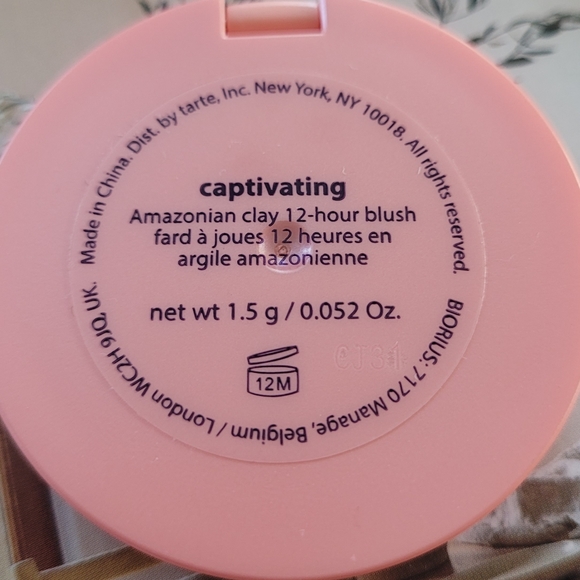 Made in China. Dist. by tarte, Inc. New York, NY 10018. All rights reserved.
captivating
Amazonian clay 12-hour blush
fard à joues 12 heures en
argile amazonienne
net wt 1.5 g / 0.052 Oz.
12M
BIORIUS: 7170 Manage, Belgium / London WC2H 9JQ, UK.